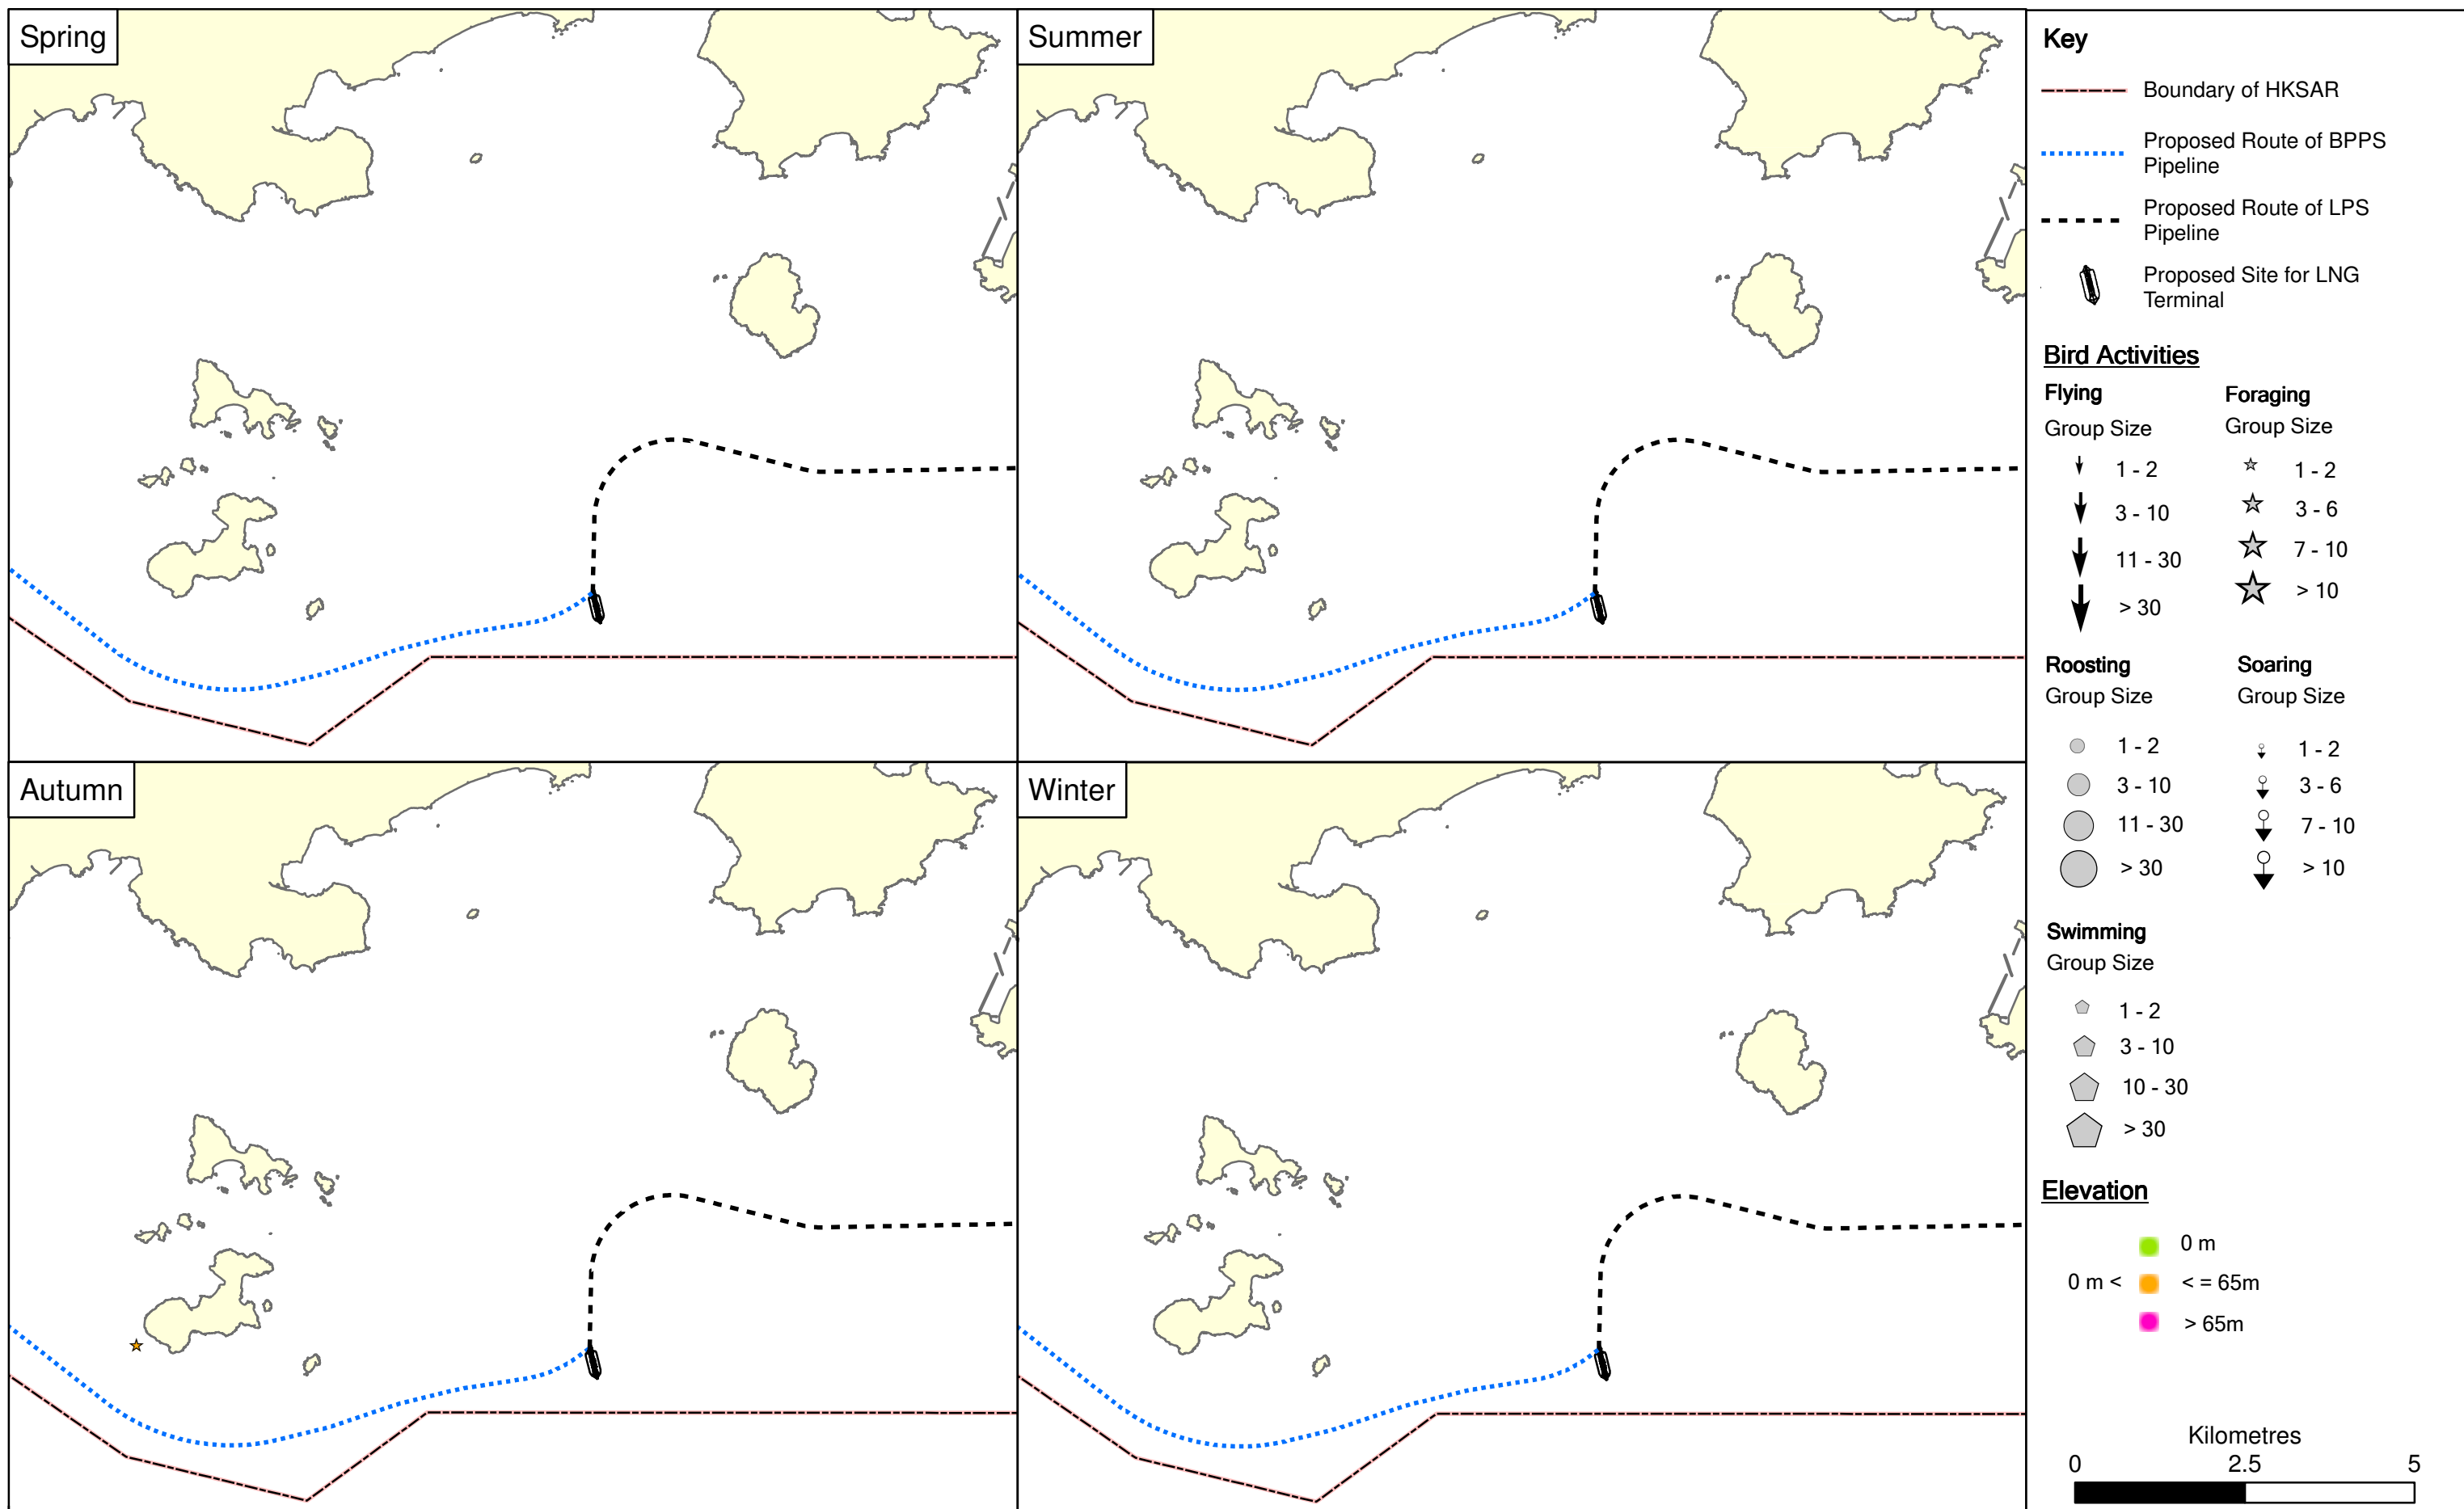 Spring
Summer
Autumn
Winter
Key
Boundary of HKSAR
Proposed Route of BPPS
Pipeline
Proposed Route of LPS
Pipeline
Proposed Site for LNG
Terminal
Bird Activities
Flying
Group Size
1 - 2
3 - 10
11 - 30
> 30
Foraging
Group Size
1 - 2
3 - 6
7 - 10
> 10
Roosting
Group Size
1 - 2
3 - 10
11 - 30
> 30
Soaring
Group Size
1 - 2
3 - 6
7 - 10
> 10
Swimming
Group Size
1 - 2
3 - 10
10 - 30
> 30
Elevation
0 m
0 m < < = 65m
> 65m
Kilometres
0 2.5 5